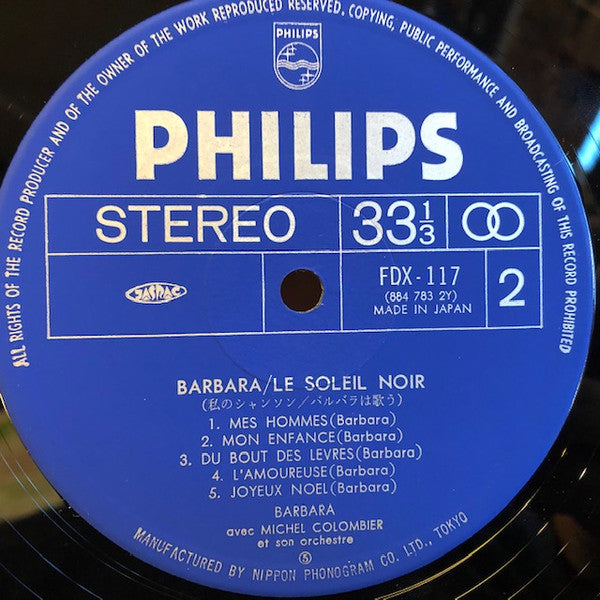 ALL RIGHTS OF THE RECORD PRODUCER AND OF THE OWNER OF THE WORK REPRODUCED RESERVED. COPYING, PUBLIC PERFORMANCE AND BROADCASTING OF THIS RECORD PROHIBITED
PHILIPS
PHILIPS
STEREO 33 1/3
FDX-117
(884 783 2Y)
MADE IN JAPAN
2
JASRAC
BARBARA/LE SOLEIL NOIR
(私のシャンソン/バルバラは歌う)
1. MES HOMMES(Barbara)
2. MON ENFANCE(Barbara)
3. DU BOUT DES LEVRES(Barbara)
4. L'AMOUREUSE(Barbara)
5. JOYEUX NOEL(Barbara)
BARBARA
avec MICHEL COLOMBIER
et son orchestre
⑤
MANUFACTURED BY NIPPON PHONOGRAM CO. LTD., TOKYO